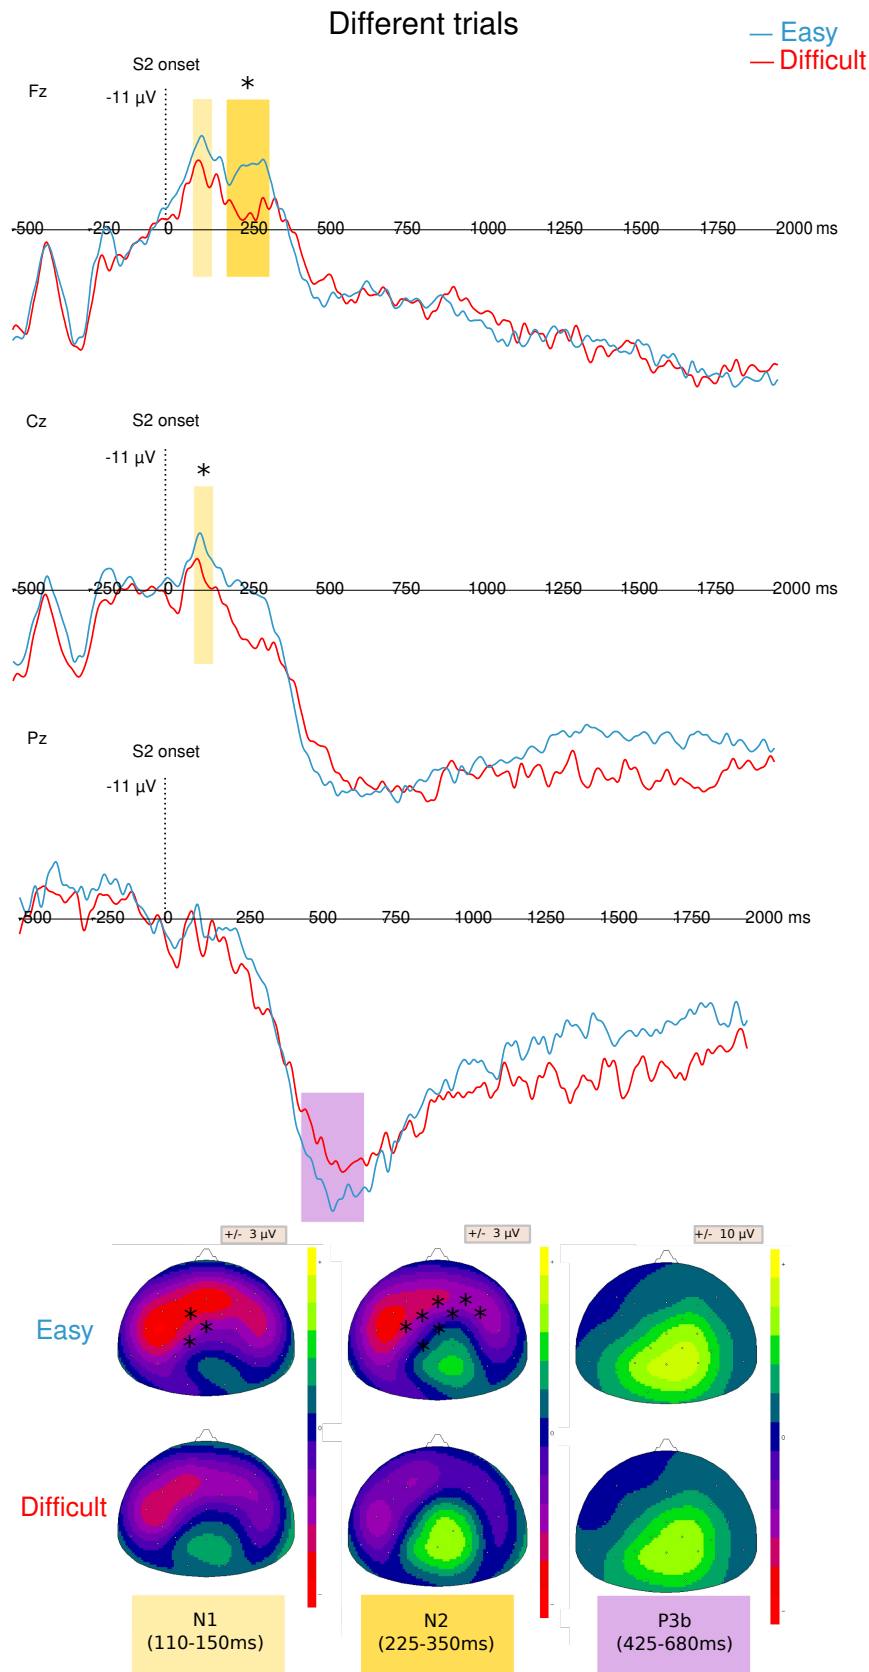 Different trials
Easy
Difficult
S2 onset
Fz
-11 µV
*
-500 -250 0 250 500 750 1000 1250 1500 1750 2000 ms
Cz
S2 onset
-11 µV
*
-500 -250 0 250 500 750 1000 1250 1500 1750 2000 ms
Pz
S2 onset
-11 µV
-500 -250 0 250 500 750 1000 1250 1500 1750 2000 ms
+/- 3 µV
+/- 3 µV
+/- 10 µV
Easy
Difficult
N1
(110-150ms)
N2
(225-350ms)
P3b
(425-680ms)